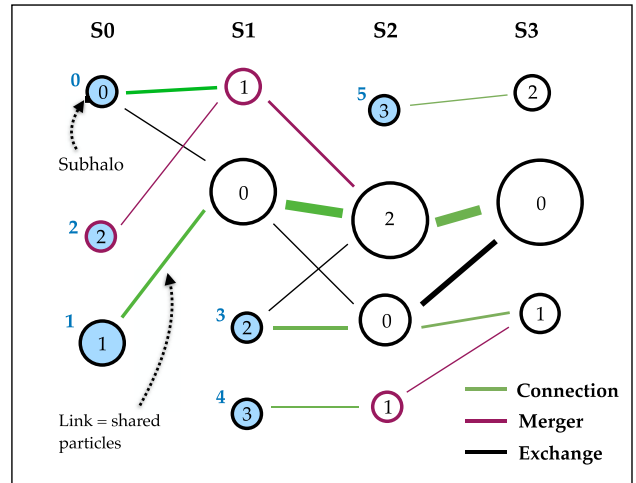 S0 S1 S2 S3
0 0 1 5 3 2
Subhalo
0 2 0
2 2
1 1 3 2 0 1
4 3 1
Link = shared
particles
Connection
Merger
Exchange